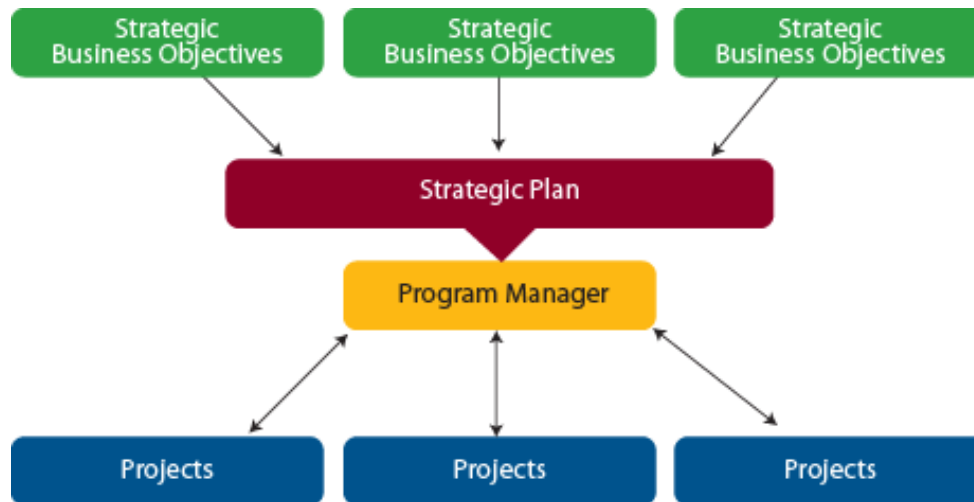 Strategic
Business Objectives
Strategic
Business Objectives
Strategic
Business Objectives
Strategic Plan
Program Manager
Projects
Projects
Projects